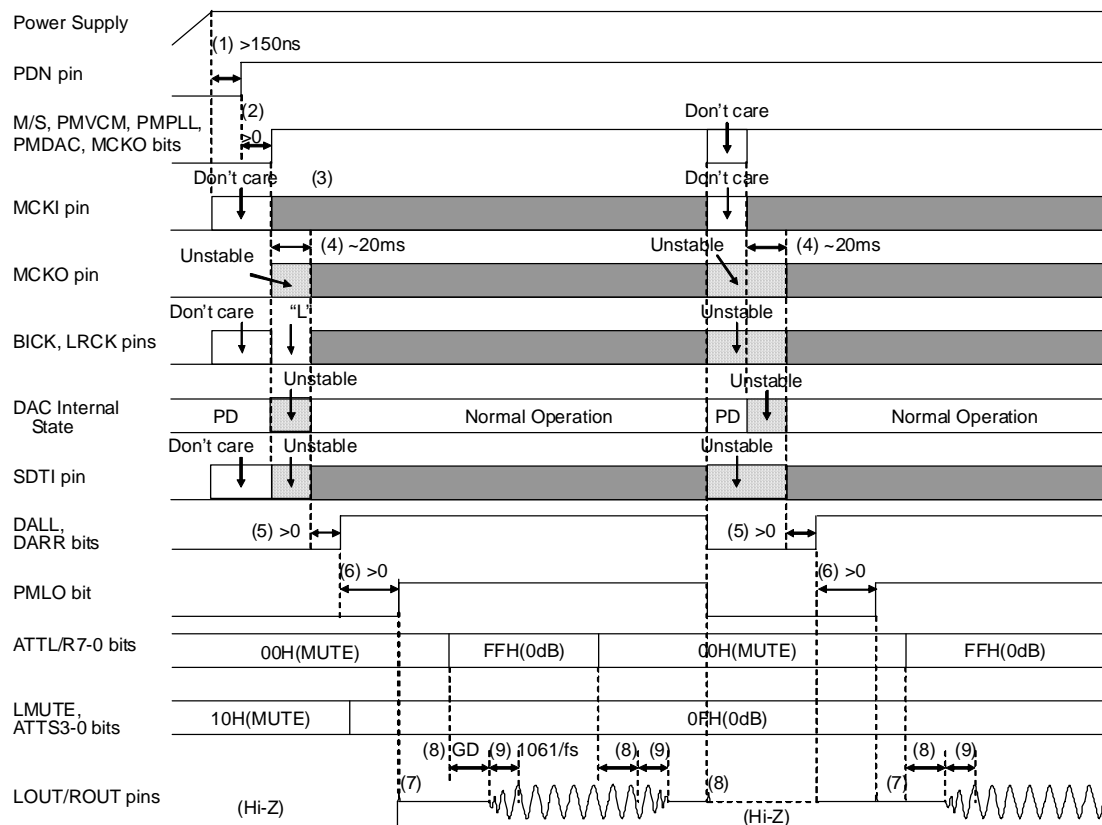 Power Supply
(1) >150ns
PDN pin
(2)
M/S, PMVCM, PMPLL,
PMDAC, MCKO bits
>0
Don't care
Don't care
(3)
Don't care
MCKI pin
(4) ~20ms
Unstable
(4) ~20ms
Unstable
MCKO pin
Don't care
"L"
Unstable
BICK, LRCK pins
Unstable
Unstable
DAC Internal
State
PD
Normal Operation
PD
Normal Operation
Don't care
Unstable
Unstable
SDTI pin
DALL,
DARR bits
(5) >0
(5) >0
(6) >0
(6) >0
PMLO bit
ATTL/R7-0 bits
00H(MUTE)
FFH(0dB)
00H(MUTE)
FFH(0dB)
LMUTE,
ATTS3-0 bits
10H(MUTE)
0FH(0dB)
(8) GD
(9) 1061/fs
(8)
(9)
(8)
(9)
LOUT/ROUT pins
(7)
(8)
(7)
(Hi-Z)
(Hi-Z)